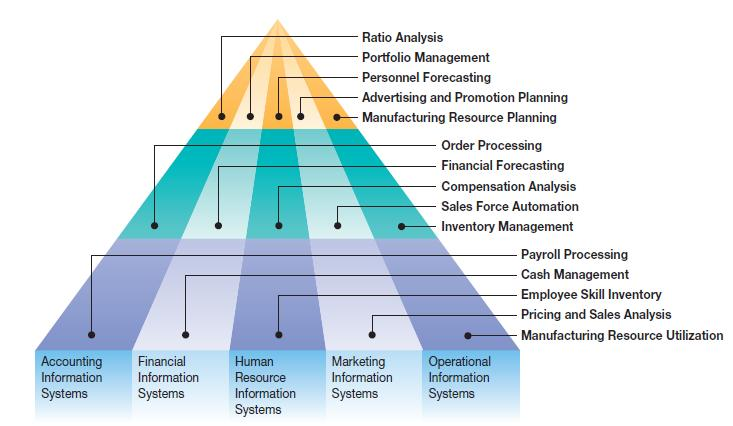 Ratio Analysis
Portfolio Management
Personnel Forecasting
Advertising and Promotion Planning
Manufacturing Resource Planning
Order Processing
Financial Forecasting
Compensation Analysis
Sales Force Automation
Inventory Management
Payroll Processing
Cash Management
Employee Skill Inventory
Pricing and Sales Analysis
Manufacturing Resource Utilization
Accounting
Information
Systems
Financial
Information
Systems
Human
Resource
Information
Systems
Marketing
Information
Systems
Operational
Information
Systems